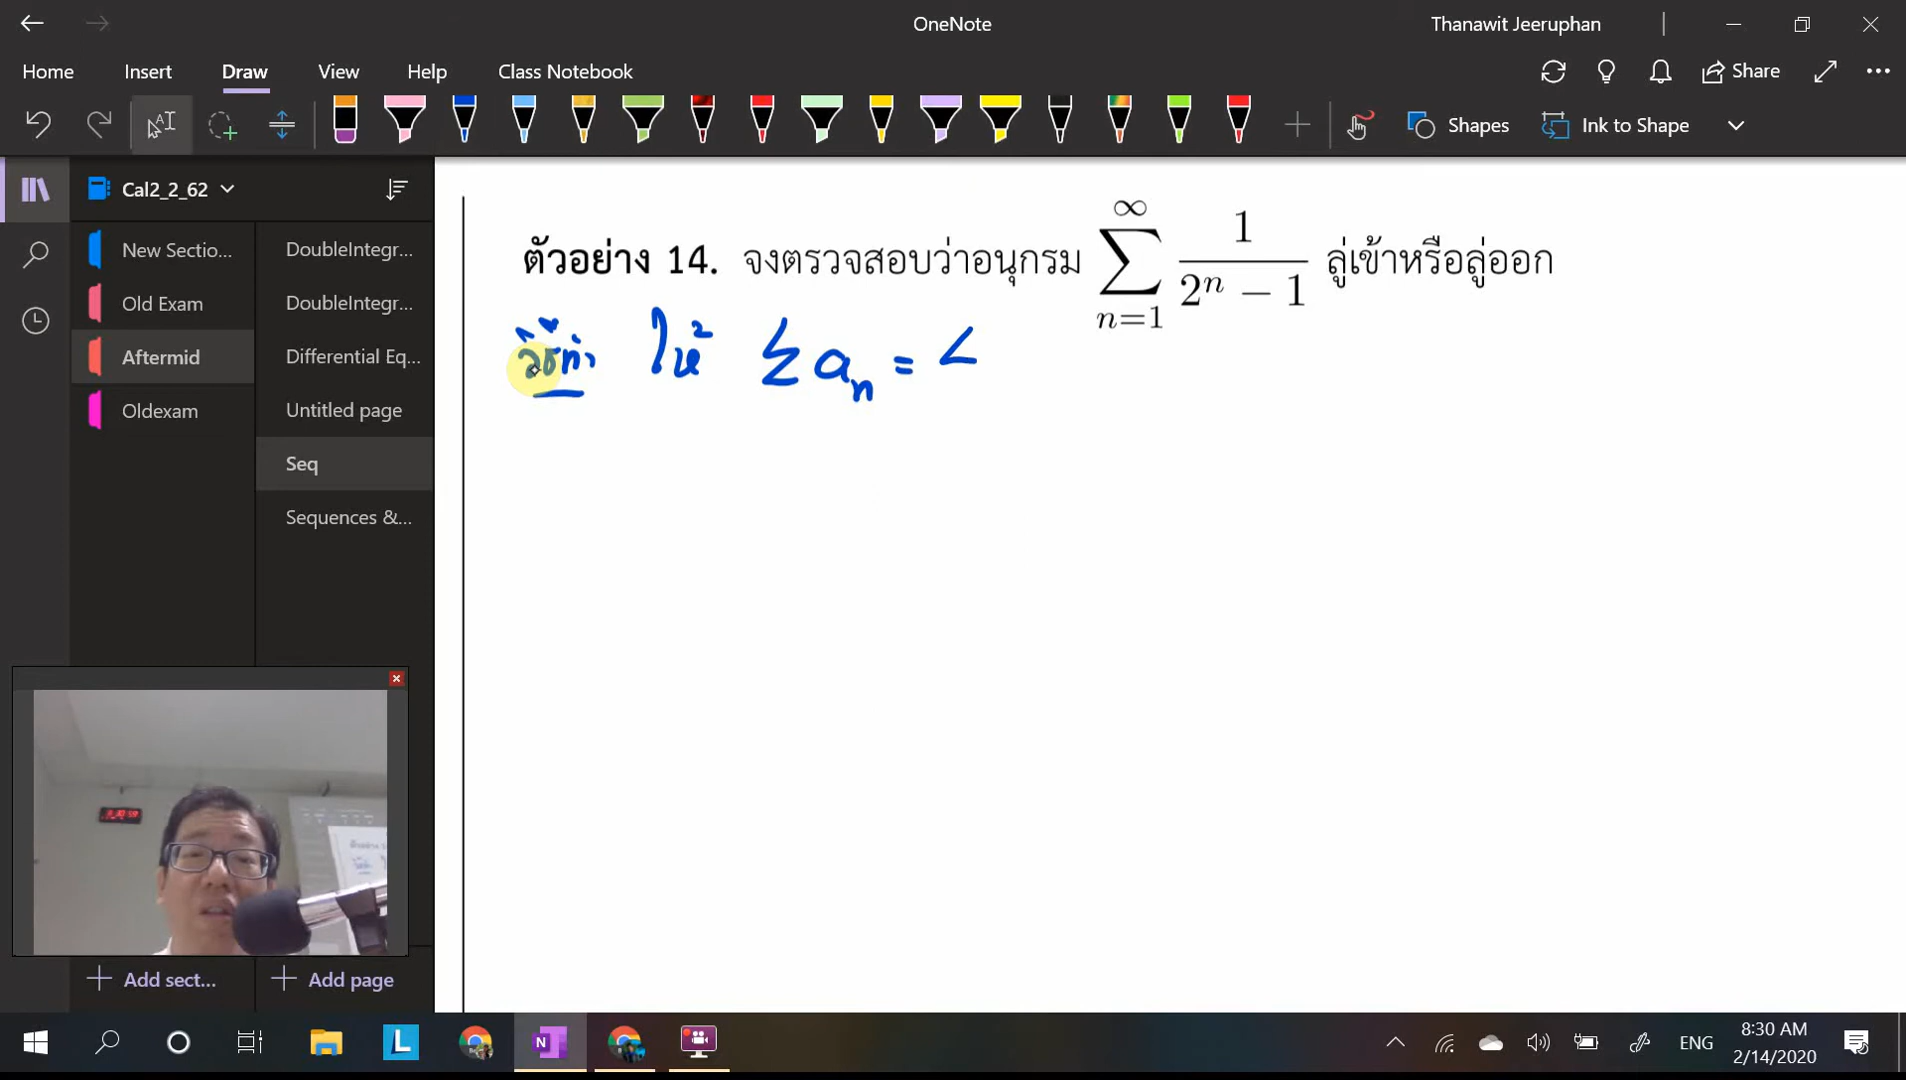 OneNote
Thanawit Jeeruphan
Home Insert Draw View Help Class Notebook
Share
Shapes
Ink to Shape
Cal2_2_62
New Sectio...
Old Exam
Aftermid
Oldexam
DoubleIntegr...
DoubleIntegr...
Differential Eq...
Untitled page
Seq
Sequences &...
ตัวอย่าง 14. จงตรวจสอบว่าอนุกรม ∑_{n=1}^{∞} 1/(2^n − 1) ลู่เข้าหรือลู่ออก
วิธีทำ ให้ ∑ a_n = <
Add sect...
Add page
ENG
8:30 AM
2/14/2020